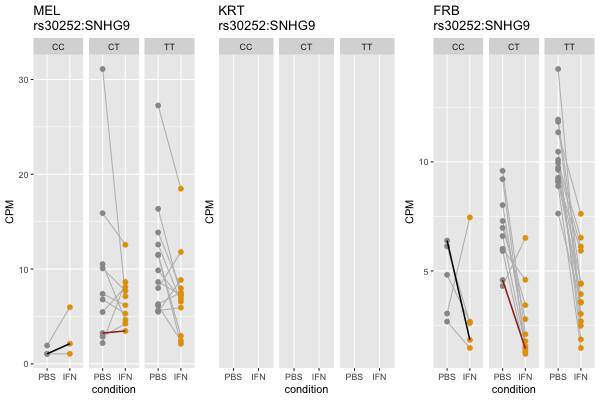 MEL
rs30252:SNHG9
CC CT TT
CPM
30
20
10
0
PBS IFN PBS IFN PBS IFN
condition
KRT
rs30252:SNHG9
CC CT TT
CPM
PBS IFN PBS IFN PBS IFN
condition
FRB
rs30252:SNHG9
CC CT TT
CPM
10
5
PBS IFN PBS IFN PBS IFN
condition